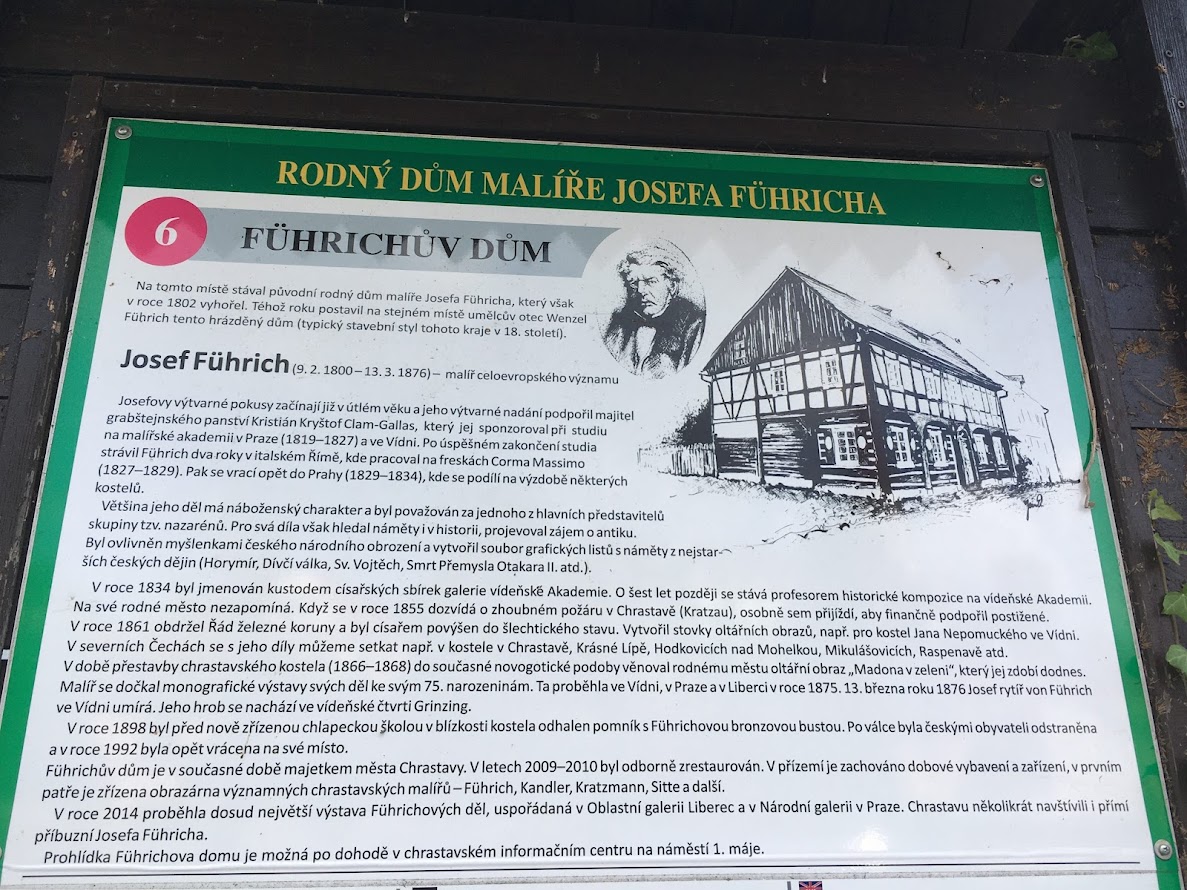 RODNÝ DŮM MALÍŘE JOSEFA FÜHRICHA
6
FÜHRICHŮV DŮM
Na tomto místě stával původní rodný dům malíře Josefa Führicha, který však
v roce 1802 vyhořel. Téhož roku postavil na stejném místě umělcův otec Wenzel
Führich tento hrázděný dům (typický stavební styl tohoto kraje v 18. století).
Josef Führich (9. 2. 1800 – 13. 3. 1876) – malíř celoevropského významu
Josefovy výtvarné pokusy začínají již v útlém věku a jeho výtvarné nadání podpořil majitel
grabštejnského panství Kristián Kryštof Clam-Gallas, který jej sponzoroval při studiu
na malířské akademii v Praze (1819–1827) a ve Vídni. Po úspěšném zakončení studia
strávil Führich dva roky v italském Římě, kde pracoval na freskách Corma Massimo
(1827–1829). Pak se vrací opět do Prahy (1829–1834), kde se podílí na výzdobě některých
kostelů.
Většina jeho děl má náboženský charakter a byl považován za jednoho z hlavních představitelů
skupiny tzv. nazarénů. Pro svá díla však hledal náměty i v historii, projevoval zájem o antiku.
Byl ovlivněn myšlenkami českého národního obrození a vytvořil soubor grafických listů s náměty z nejstar-
ších českých dějin (Horymír, Dívčí válka, Sv. Vojtěch, Smrt Přemysla Otakara II. atd.).
V roce 1834 byl jmenován kustodem císařských sbírek galerie vídeňské Akademie. O šest let později se stává profesorem historické kompozice na vídeňské Akademii.
Na své rodné město nezapomíná. Když se v roce 1855 dozvídá o zhoubném požáru v Chrastavě (Kratzau), osobně sem přijíždí, aby finančně podpořil postižené.
V roce 1861 obdržel Řád železné koruny a byl císařem povýšen do šlechtického stavu. Vytvořil stovky oltářních obrazů, např. pro kostel Jana Nepomuckého ve Vídni.
V severních Čechách se s jeho díly můžeme setkat např. v kostele v Chrastavě, Krásné Lípě, Hodkovicích nad Mohelkou, Mikulášovicích, Raspenavě atd.
V době přestavby chrastavského kostela (1866–1868) do současné novogotické podoby věnoval rodnému městu oltářní obraz „Madona v zeleni“, který jej zdobí dodnes.
Malíř se dočkal monografické výstavy svých děl ke svým 75. narozeninám. Ta proběhla ve Vídni, v Praze a v Liberci v roce 1875. 13. března roku 1876 Josef rytíř von Führich
ve Vídni umírá. Jeho hrob se nachází ve vídeňské čtvrti Grinzing.
V roce 1898 byl před nově zřízenou chlapeckou školou v blízkosti kostela odhalen pomník s Führichovou bronzovou bustou. Po válce byla českými obyvateli odstraněna
a v roce 1992 byla opět vrácena na své místo.
Führichův dům je v současné době majetkem města Chrastavy. V letech 2009–2010 byl odborně zrestaurován. V přízemí je zachováno dobové vybavení a zařízení, v prvním
patře je zřízena obrazárna významných chrastavských malířů – Führich, Kandler, Kratzmann, Sitte a další.
V roce 2014 proběhla dosud největší výstava Führichových děl, uspořádaná v Oblastní galerii Liberec a v Národní galerii v Praze. Chrastavu několikrát navštívili i přímí
příbuzní Josefa Führicha.
Prohlídka Führichova domu je možná po dohodě v chrastavském informačním centru na náměstí 1. máje.